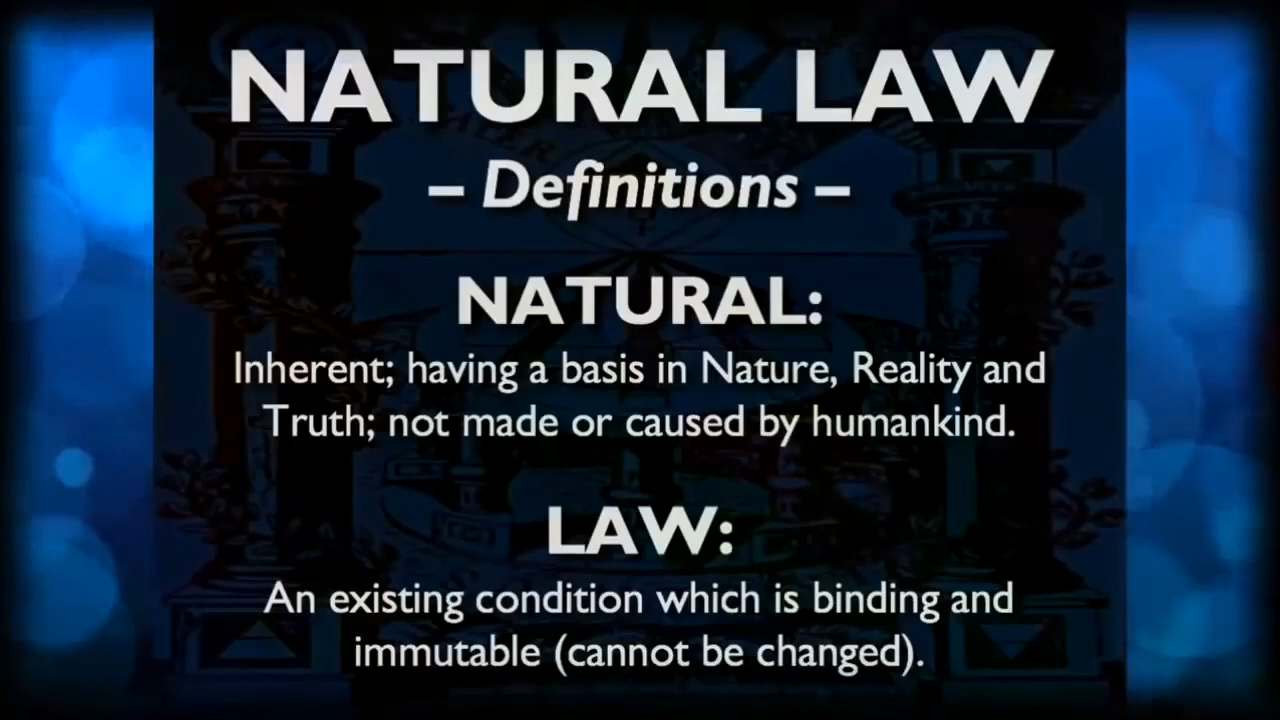 NATURAL LAW
– Definitions –
NATURAL:
Inherent; having a basis in Nature, Reality and
Truth; not made or caused by humankind.
LAW:
An existing condition which is binding and
immutable (cannot be changed).